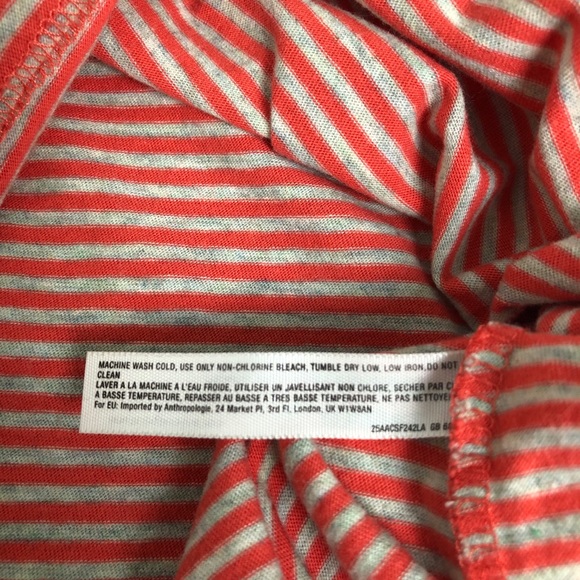 MACHINE WASH COLD, USE ONLY NON-CHLORINE BLEACH, TUMBLE DRY LOW, LOW IRON,DO NOT
CLEAN
LAVER A LA MACHINE A L'EAU FROIDE, UTILISER UN JAVELLISANT NON CHLORE, SECHER PAR
A BASSE TEMPERATURE, REPASSER AU BASSE A TRES BASSE TEMPERATURE, NE PAS NETTOYER
For EU: Imported by Anthropologie, 24 Market Pl, 3rd Fl. London, UK W1W8AN
25AACSF242LA GB